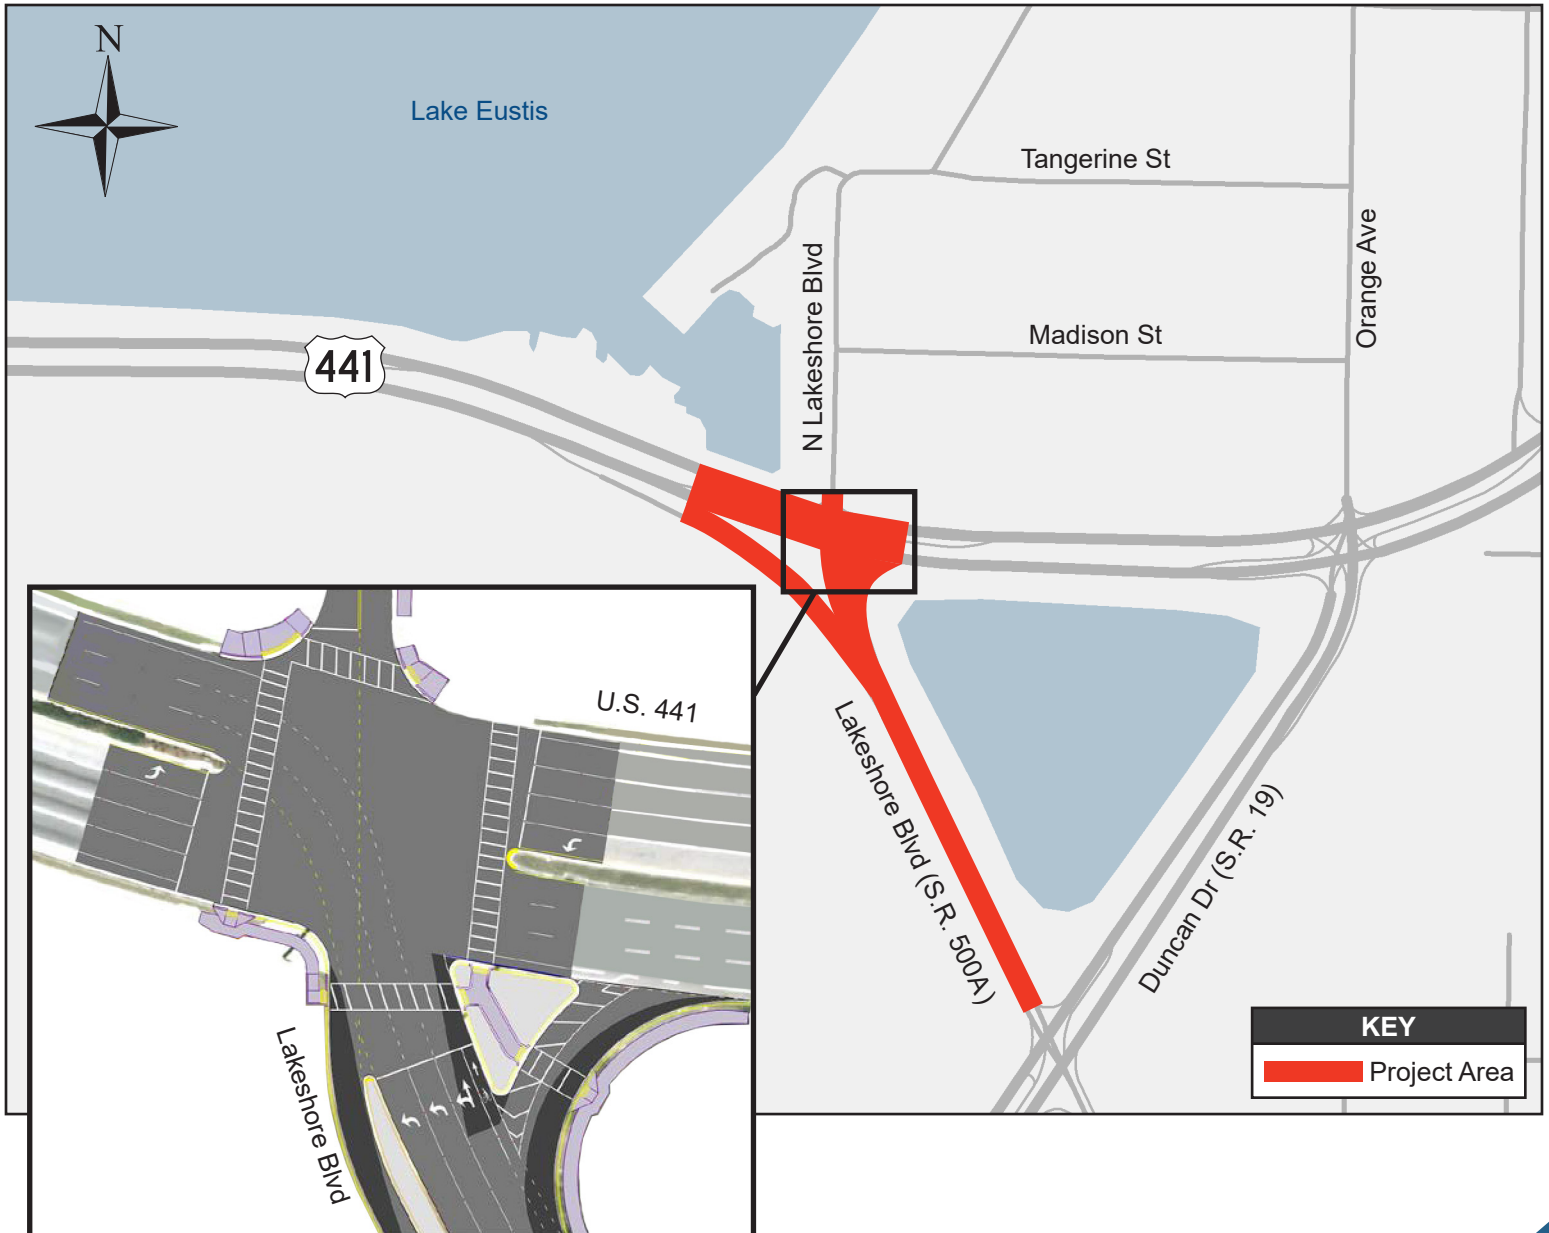 N
Lake Eustis
Tangerine St
Orange Ave
N Lakeshore Blvd
Madison St
441
U.S. 441
Lakeshore Blvd (S.R. 500A)
Duncan Dr (S.R. 19)
Lakeshore Blvd
KEY
Project Area